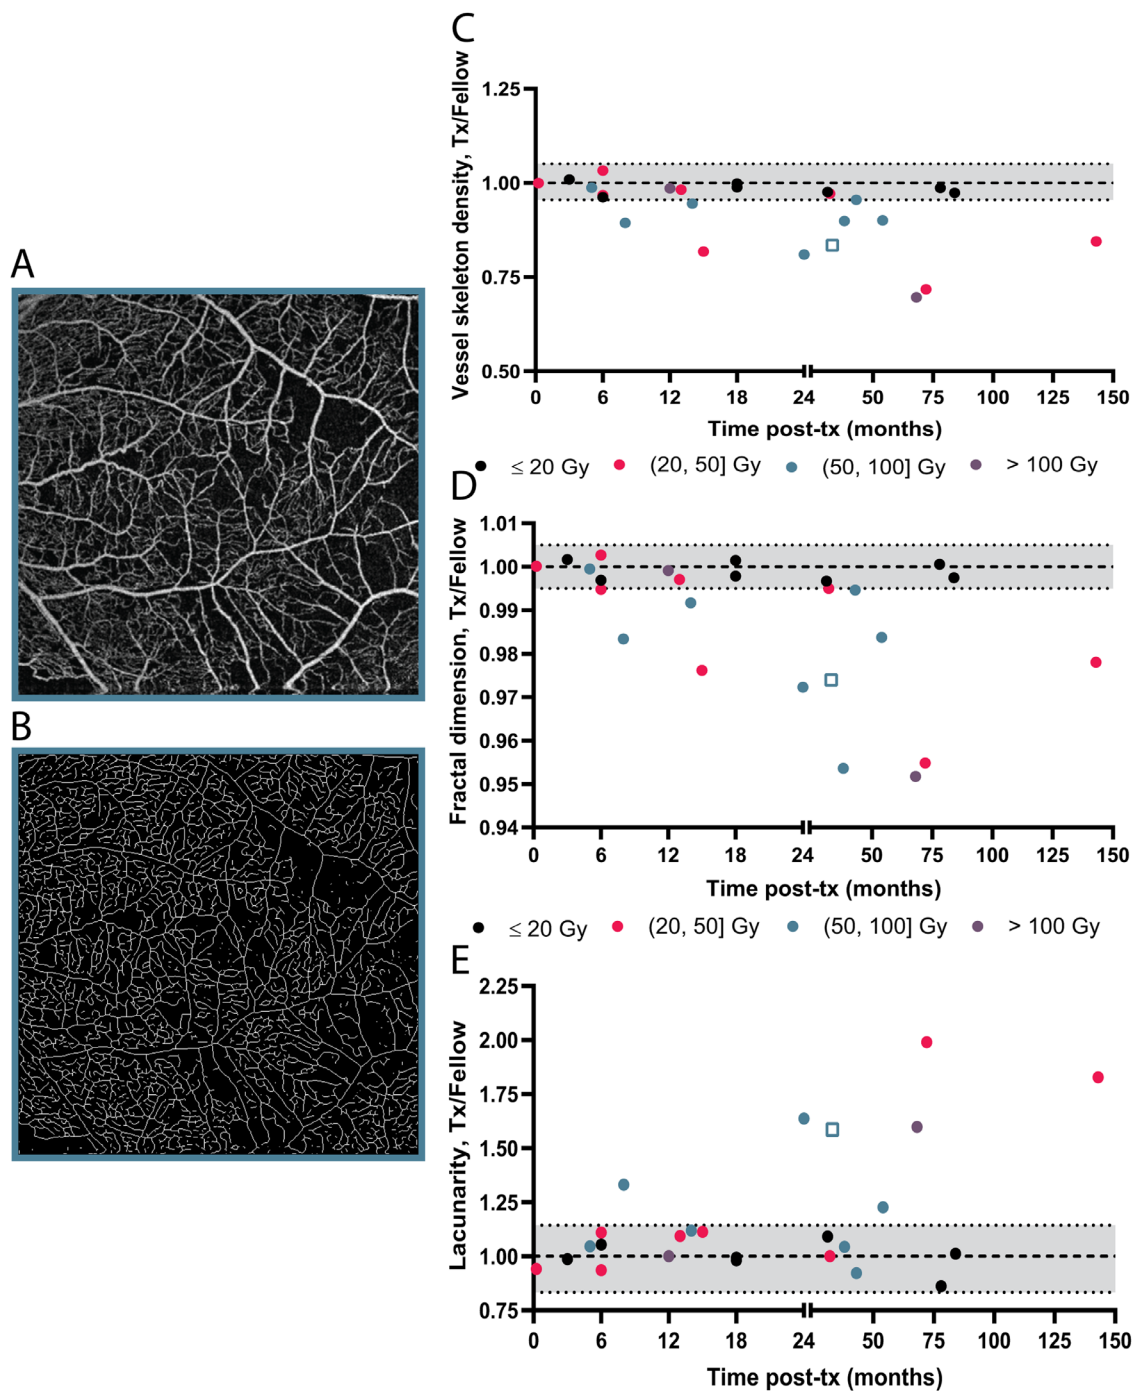 A
B
C
Vessel skeleton density, Tx/Fellow
1.25
1.00
0.75
0.50
0 6 12 18 24 50 75 100 125 150
Time post-tx (months)
≤ 20 Gy (20, 50] Gy (50, 100] Gy > 100 Gy
D
Fractal dimension, Tx/Fellow
1.01
1.00
0.99
0.98
0.97
0.96
0.95
0.94
0 6 12 18 24 50 75 100 125 150
Time post-tx (months)
≤ 20 Gy (20, 50] Gy (50, 100] Gy > 100 Gy
E
Lacunarity, Tx/Fellow
2.25
2.00
1.75
1.50
1.25
1.00
0.75
0 6 12 18 24 50 75 100 125 150
Time post-tx (months)